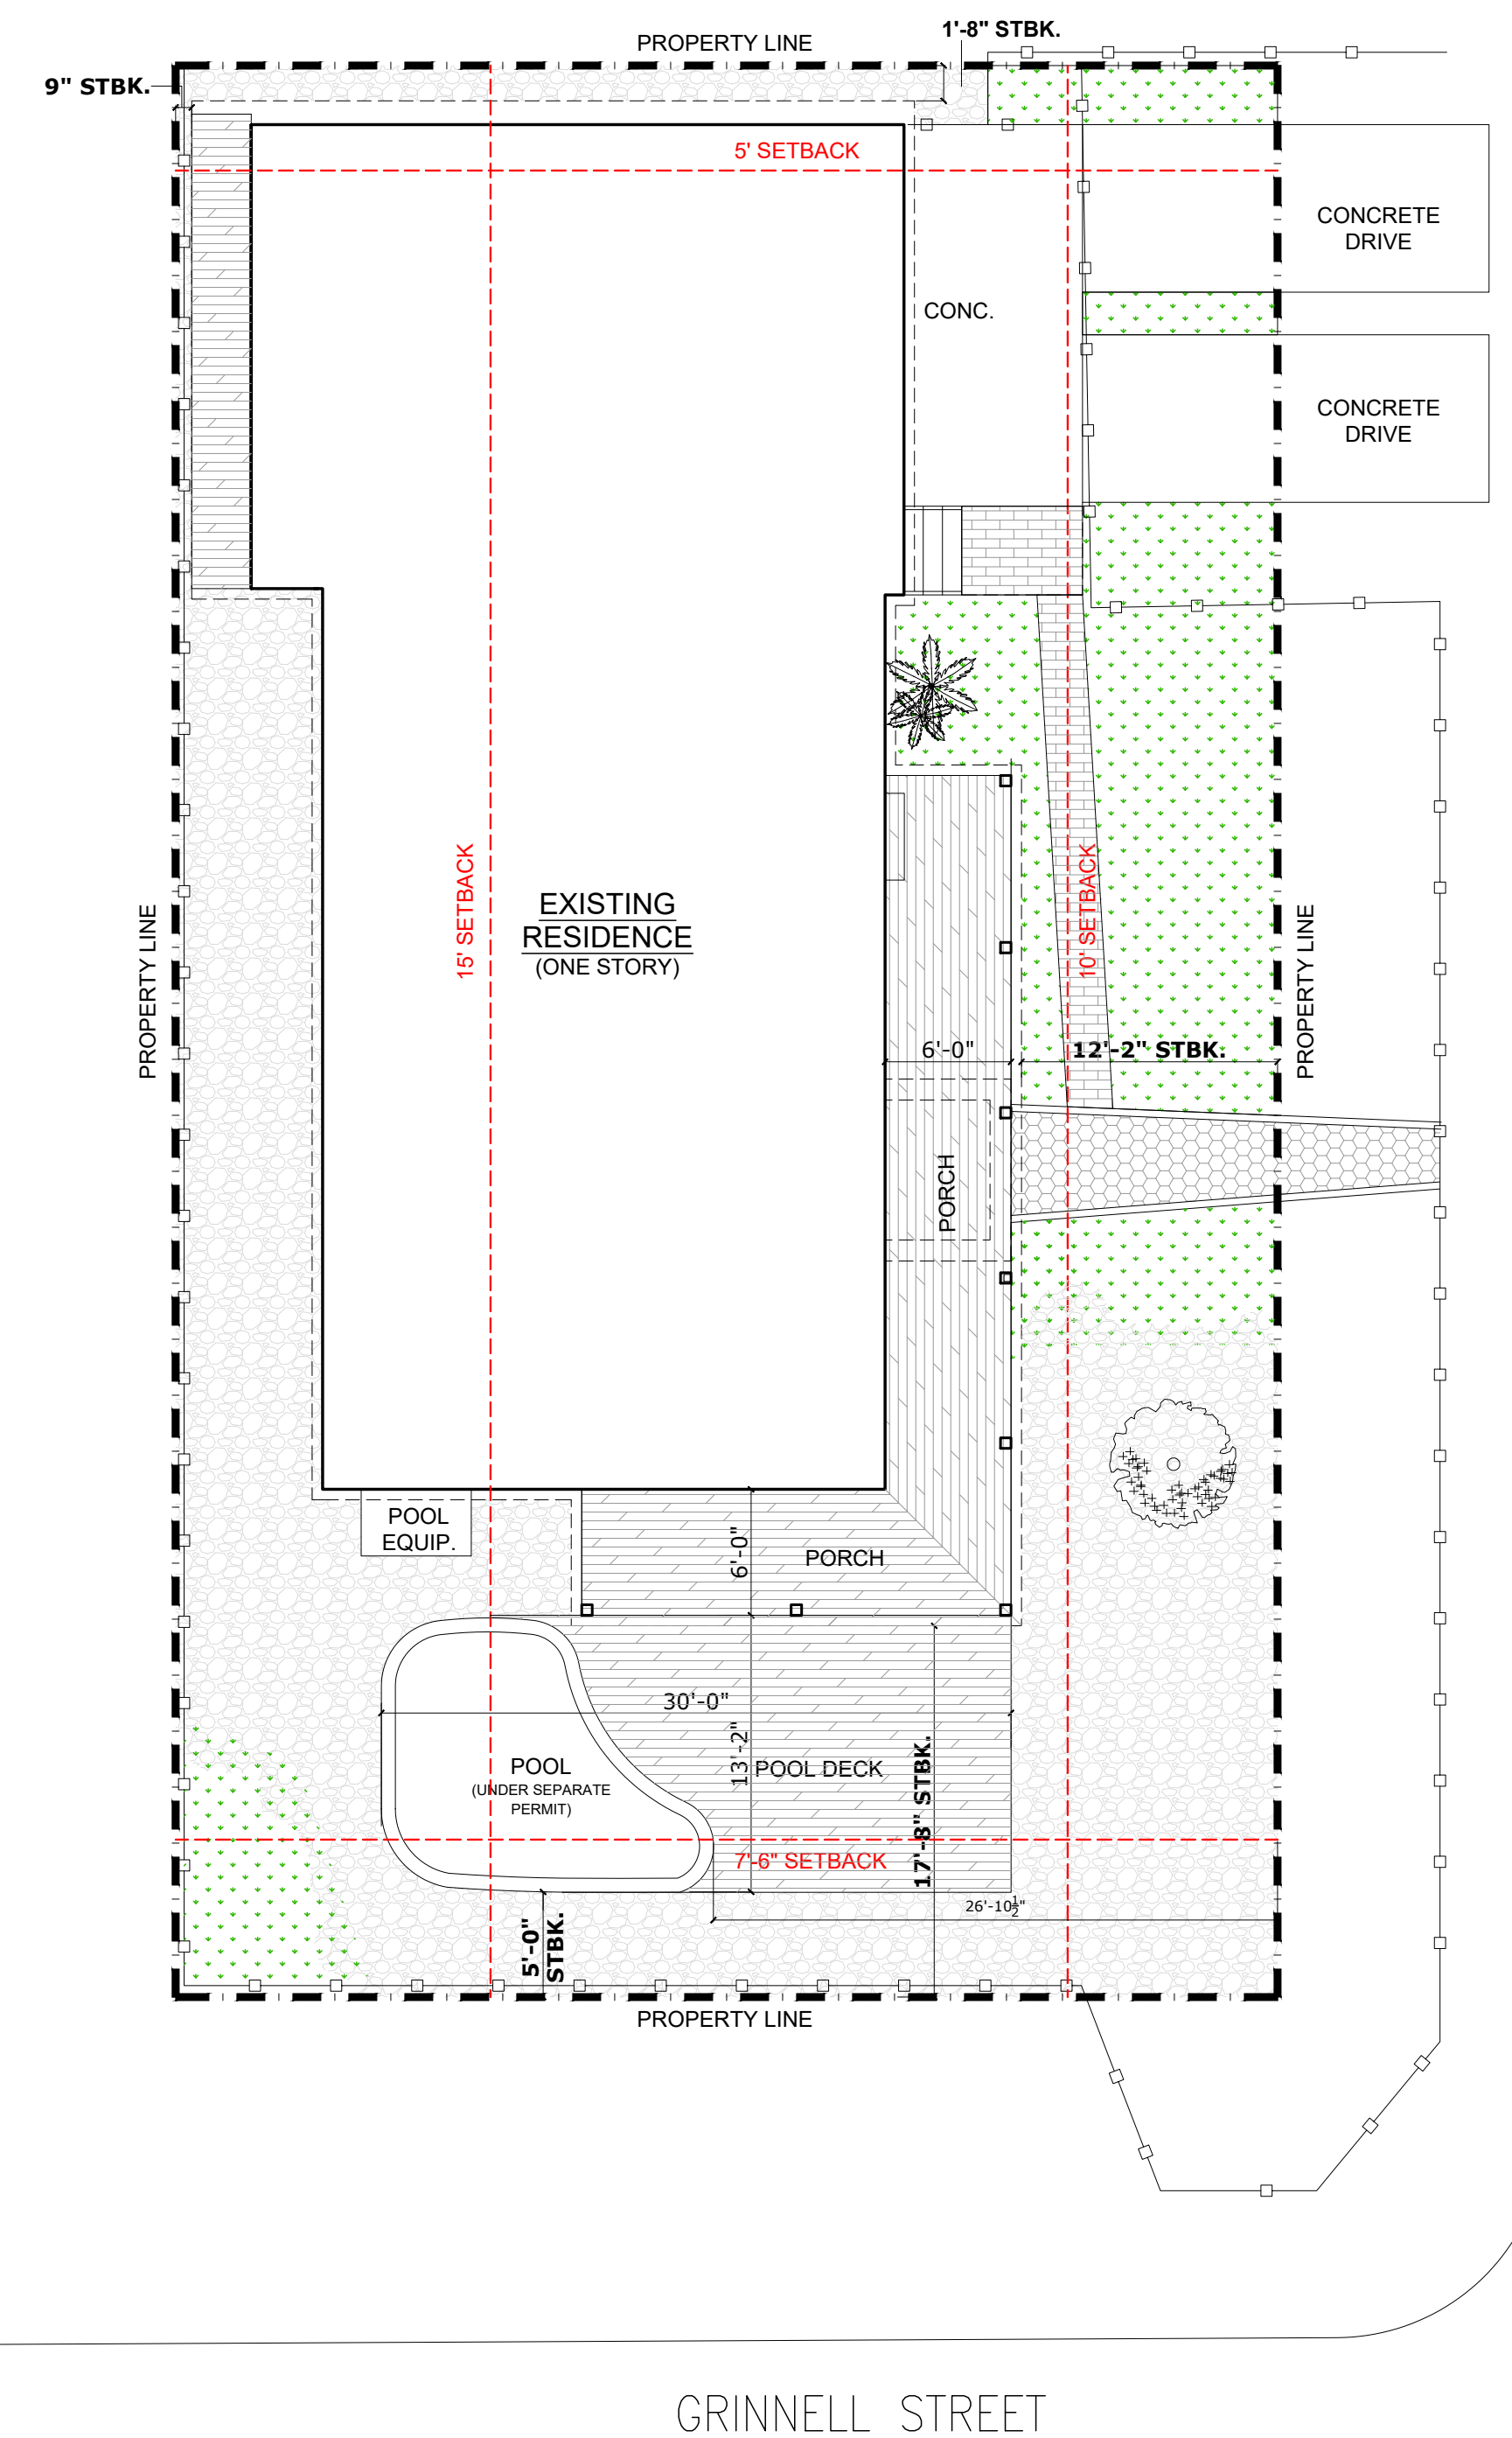 1'-8" STBK.
PROPERTY LINE
9" STBK.
5' SETBACK
CONCRETE
DRIVE
CONC.
CONCRETE
DRIVE
15' SETBACK
EXISTING
RESIDENCE
(ONE STORY)
10' SETBACK
PROPERTY LINE
PROPERTY LINE
6'-0"
12'-2" STBK.
PORCH
POOL
EQUIP.
6'-0"
PORCH
30'-0"
13'-2"
POOL DECK
17'-8" STBK.
POOL
(UNDER SEPARATE
PERMIT)
7'-6" SETBACK
26'-10½"
5'-0"
STBK.
PROPERTY LINE
GRINNELL STREET